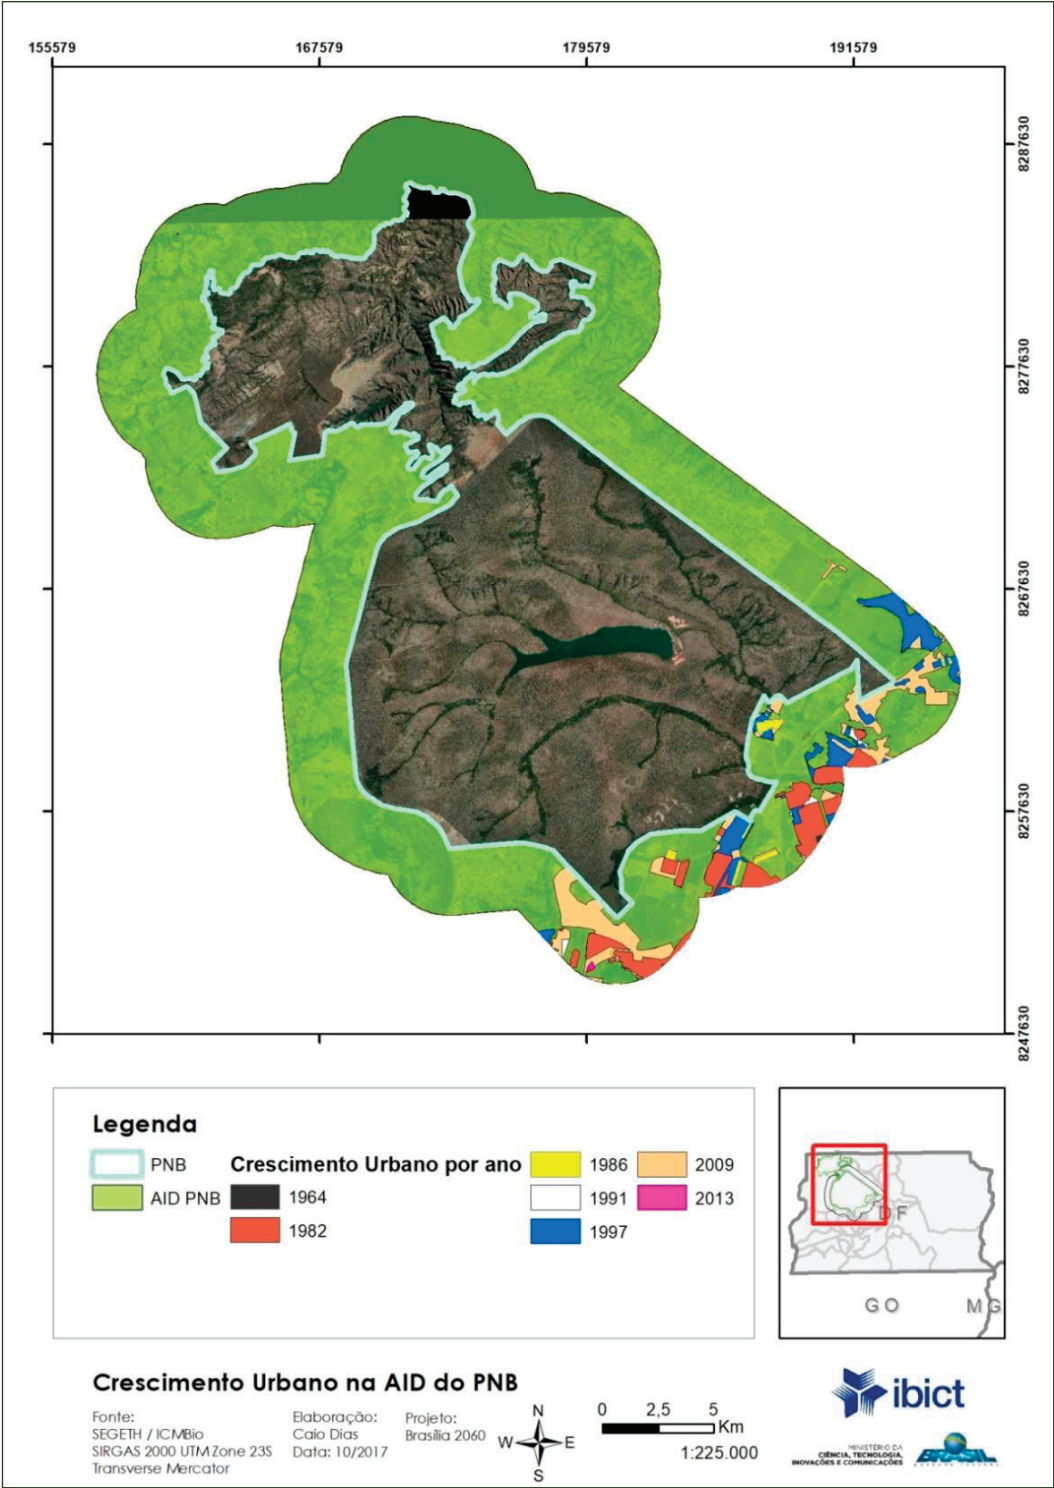 155579 167579 179579 191579
8287630
8277630
8267630
8257630
8247630
Legenda
PNB
AID PNB
Crescimento Urbano por ano
1964
1982
1986
1991
1997
2009
2013
DF
GO
MG
Crescimento Urbano na AID do PNB
Fonte:
SEGETH / ICMBio
SIRGAS 2000 UTM Zone 23S
Transverse Mercator
Elaboração:
Caio Dias
Data: 10/2017
Projeto:
Brasília 2060
N
W E
S
0 2,5 5
Km
1:225.000
ibict
MINISTÉRIO DA
CIÊNCIA, TECNOLOGIA,
INOVAÇÕES E COMUNICAÇÕES
BRASIL